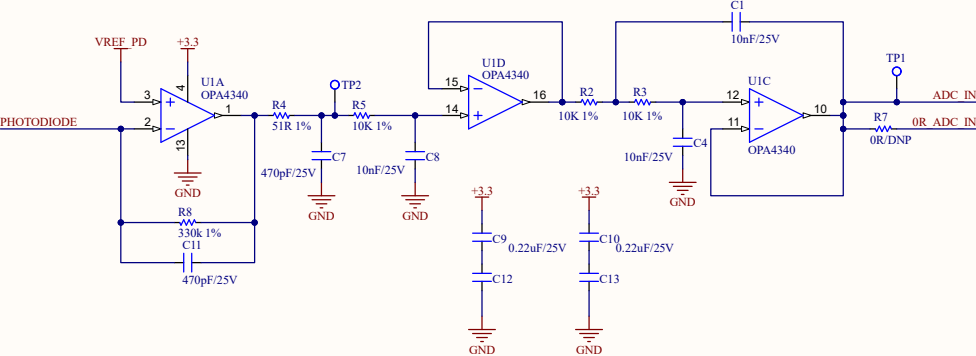 C1
10nF/25V
VREF_PD
+3.3
U1A
OPA4340
4
3
1
2
13
GND
PHOTODIODE
R8
330k 1%
C11
470pF/25V
R4
51R 1%
TP2
R5
10K 1%
C7
470pF/25V
GND
C8
10nF/25V
GND
U1D
OPA4340
15
14
16
R2
10K 1%
R3
10K 1%
C4
10nF/25V
GND
U1C
OPA4340
12
11
10
TP1
ADC_IN
0R_ADC_IN
R7
0R/DNP
+3.3
C9
0.22uF/25V
C12
GND
+3.3
C10
0.22uF/25V
C13
GND